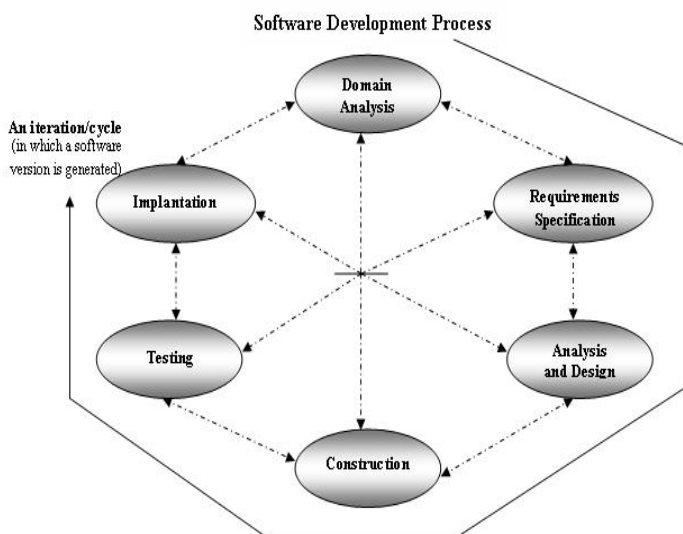 Software Development Process
Domain
Analysis
An iteration/cycle
(in which a software
version is generated)
Implantation
Requirements
Specification
Testing
Analysis
and Design
Construction